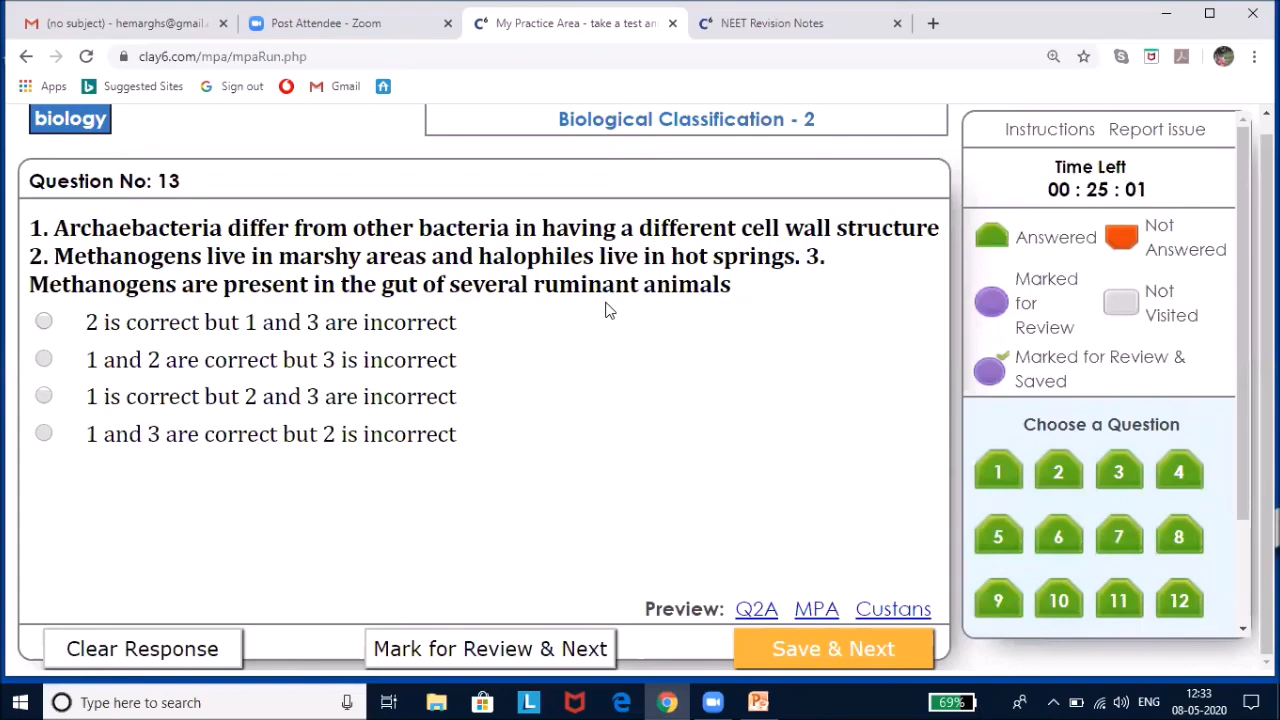 (no subject) - hemarghs@gmail.
Post Attendee - Zoom
My Practice Area - take a test an
NEET Revision Notes
clay6.com/mpa/mpaRun.php
Apps
Suggested Sites
Sign out
Gmail
biology
Biological Classification - 2
Question No: 13
1. Archaebacteria differ from other bacteria in having a different cell wall structure
2. Methanogens live in marshy areas and halophiles live in hot springs. 3.
Methanogens are present in the gut of several ruminant animals
2 is correct but 1 and 3 are incorrect
1 and 2 are correct but 3 is incorrect
1 is correct but 2 and 3 are incorrect
1 and 3 are correct but 2 is incorrect
Preview: Q2A MPA Custans
Clear Response
Mark for Review & Next
Save & Next
Instructions Report issue
Time Left
00 : 25 : 01
Answered
Not
Answered
Marked
for
Review
Not
Visited
Marked for Review &
Saved
Choose a Question
1 2 3 4
5 6 7 8
9 10 11 12
Type here to search
69%
ENG
12:33
08-05-2020